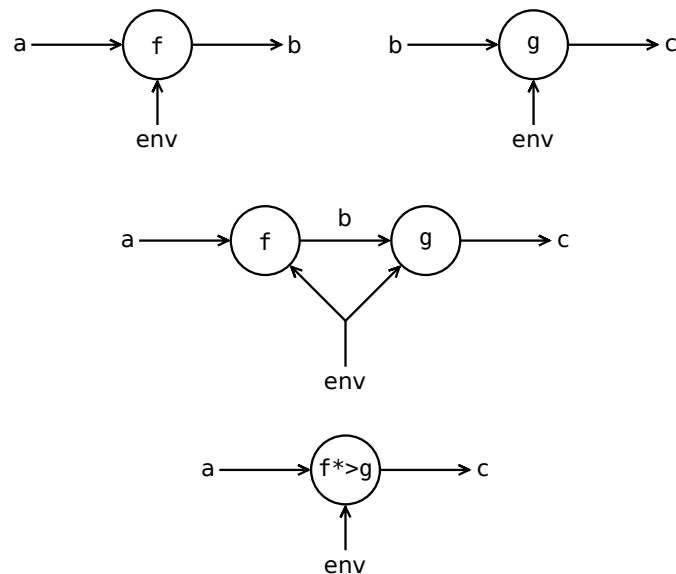 a f b b g c
env env
b
a f g c
env
a f*>g c
env